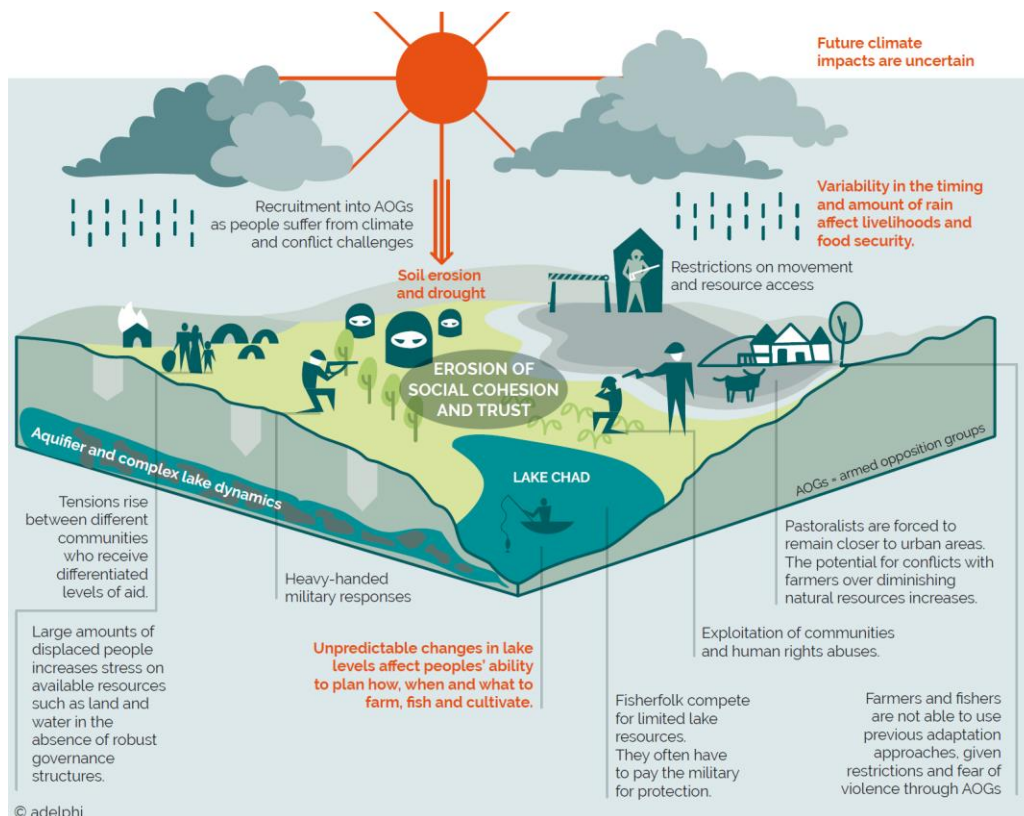 Future climate
impacts are uncertain
Recruitment into AOGs
as people suffer from climate
and conflict challenges
Variability in the timing
and amount of rain
affect livelihoods and
food security.
Soil erosion
and drought
Restrictions on movement
and resource access
EROSION OF
SOCIAL COHESION
AND TRUST
Aquifier and complex lake dynamics
LAKE CHAD
AOGs = armed opposition groups
Tensions rise
between different
communities
who receive
differentiated
levels of aid.
Heavy-handed
military responses
Pastoralists are forced to
remain closer to urban areas.
The potential for conflicts with
farmers over diminishing
natural resources increases.
Large amounts of
displaced people
increases stress on
available resources
such as land and
water in the
absence of robust
governance
structures.
Unpredictable changes in lake
levels affect peoples' ability
to plan how, when and what to
farm, fish and cultivate.
Exploitation of communities
and human rights abuses.
Fisherfolk compete
for limited lake
resources.
They often have
to pay the military
for protection.
Farmers and fishers
are not able to use
previous adaptation
approaches, given
restrictions and fear of
violence through AOGs
© adelphi